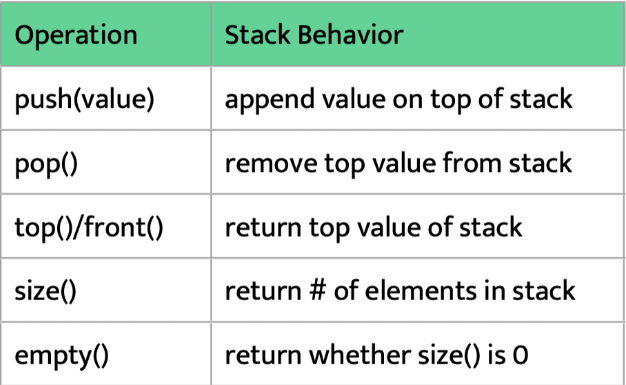 Operation Stack Behavior
push(value) append value on top of stack
pop() remove top value from stack
top()/front() return top value of stack
size() return # of elements in stack
empty() return whether size() is 0